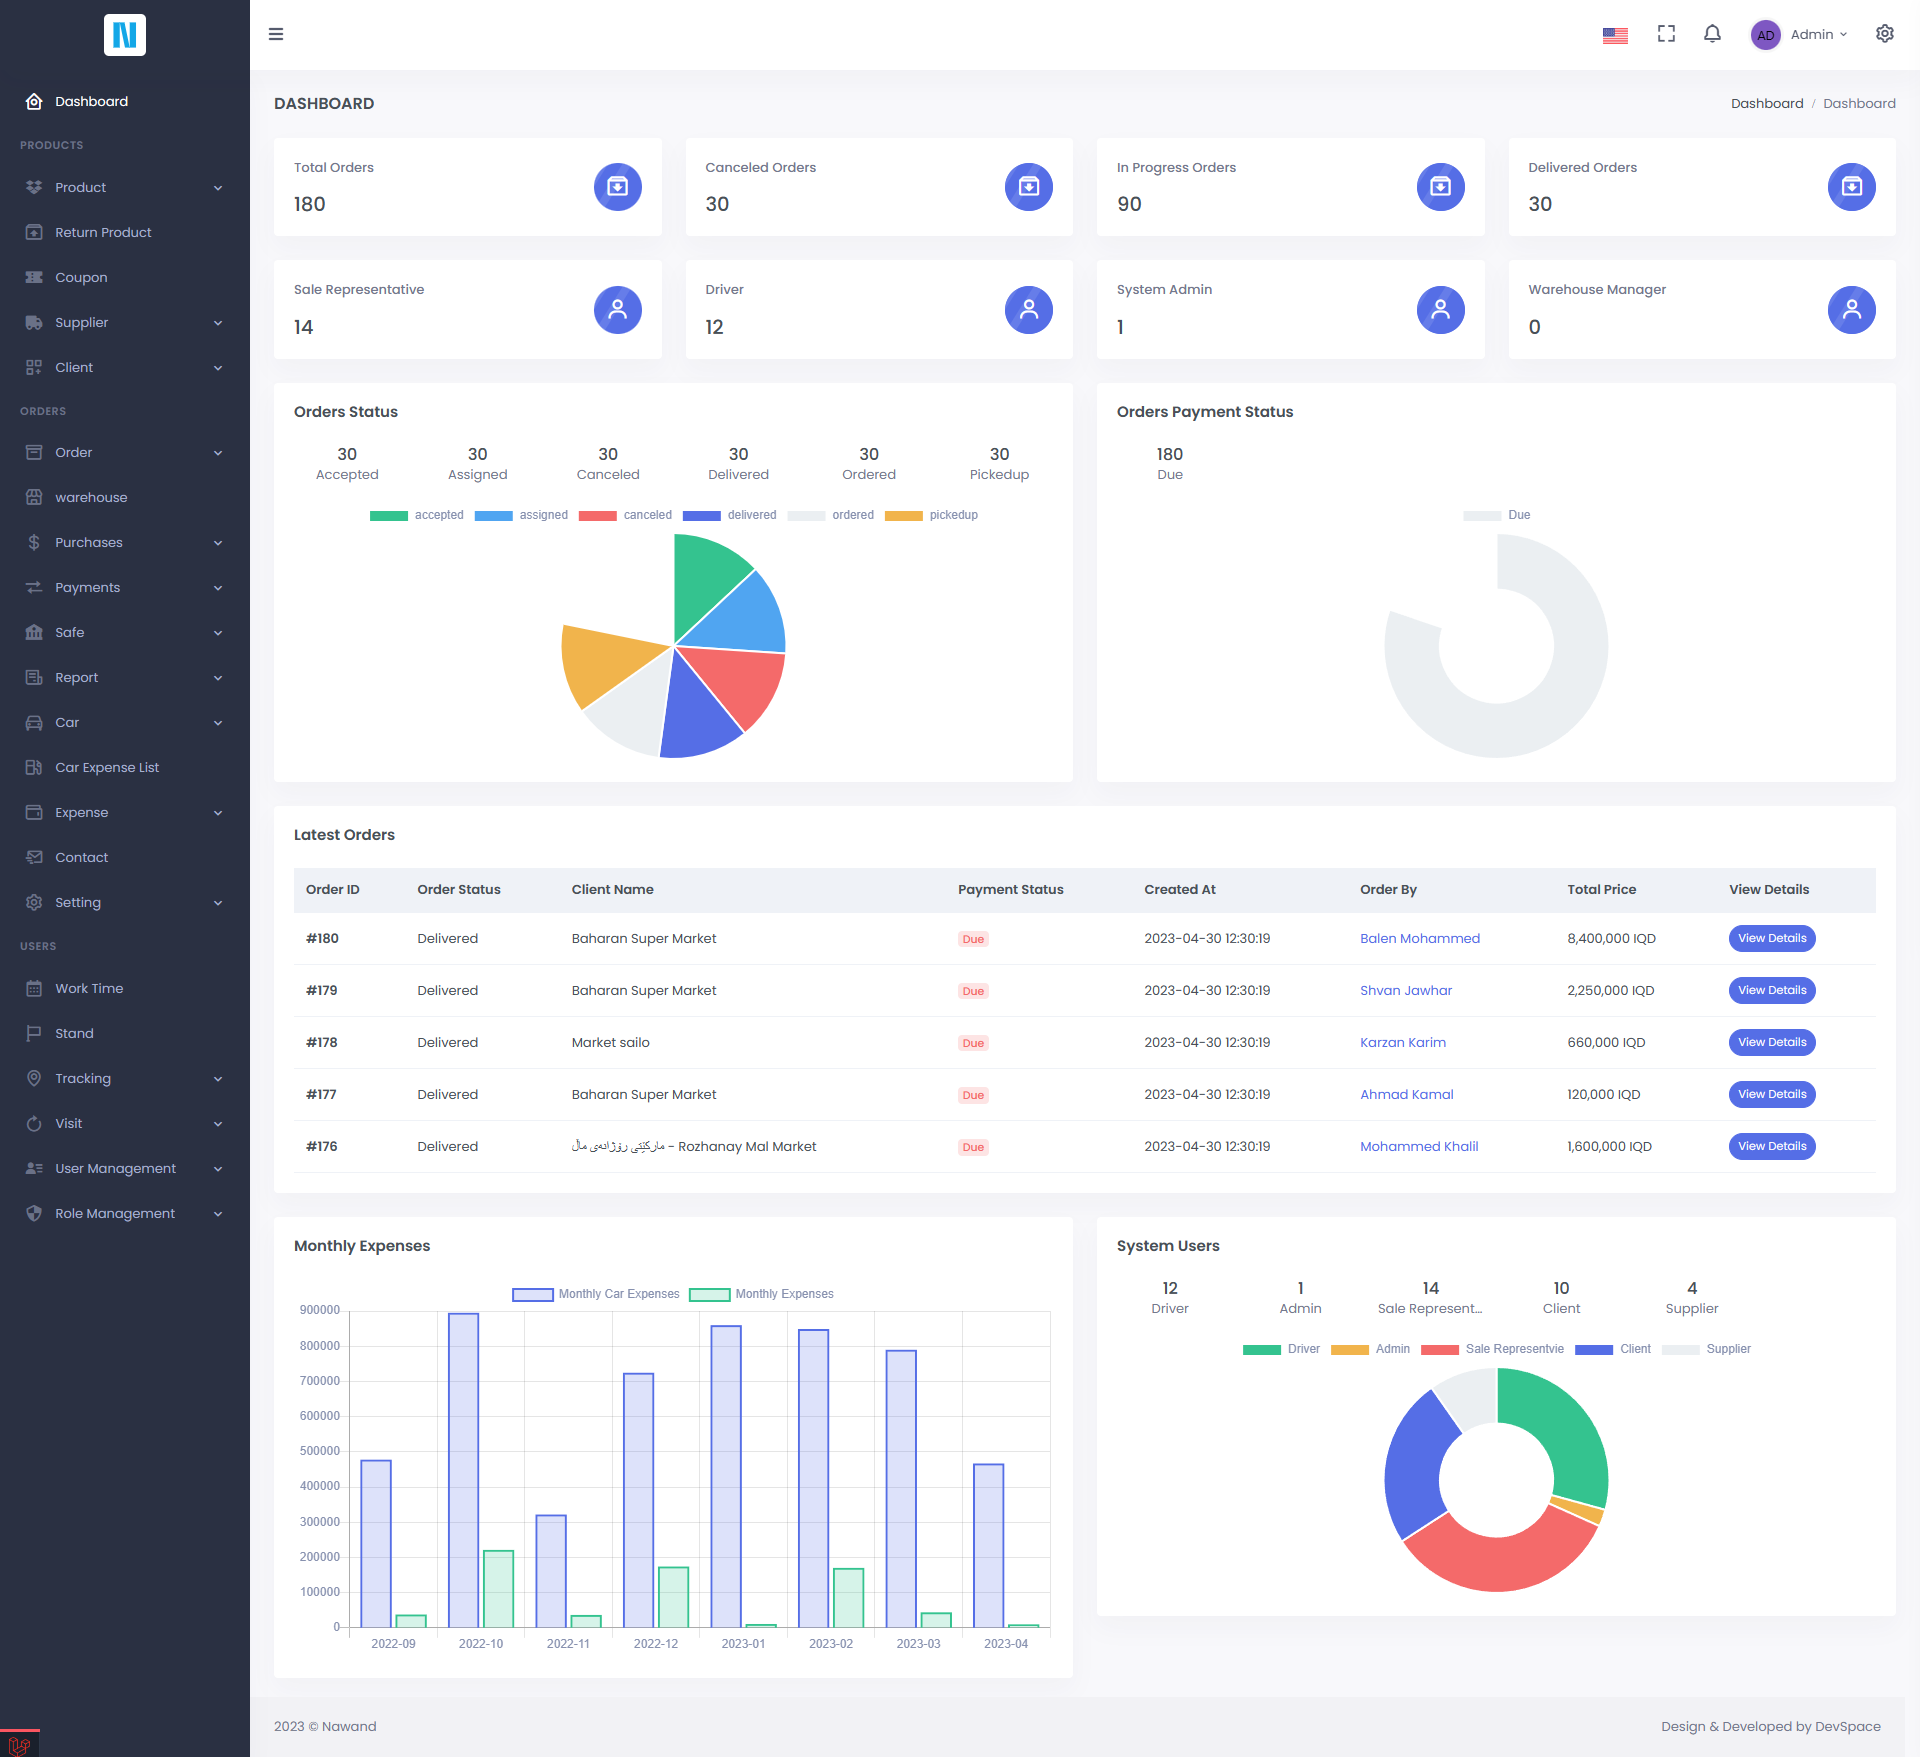 N
Admin
AD
Dashboard
PRODUCTS
Product
Return Product
Coupon
Supplier
Client
ORDERS
Order
warehouse
Purchases
Payments
Safe
Report
Car
Car Expense List
Expense
Contact
Setting
USERS
Work Time
Stand
Tracking
Visit
User Management
Role Management
DASHBOARD
Dashboard / Dashboard
Total Orders
180
Canceled Orders
30
In Progress Orders
90
Delivered Orders
30
Sale Representative
14
Driver
12
System Admin
1
Warehouse Manager
0
Orders Status
30 30 30 30 30 30
Accepted Assigned Canceled Delivered Ordered Pickedup
accepted assigned canceled delivered ordered pickedup
Orders Payment Status
180
Due
Due
Latest Orders
Order ID Order Status Client Name Payment Status Created At Order By Total Price View Details
#180 Delivered Baharan Super Market Due 2023-04-30 12:30:19 Balen Mohammed 8,400,000 IQD View Details
#179 Delivered Baharan Super Market Due 2023-04-30 12:30:19 Shvan Jawhar 2,250,000 IQD View Details
#178 Delivered Market sailo Due 2023-04-30 12:30:19 Karzan Karim 660,000 IQD View Details
#177 Delivered Baharan Super Market Due 2023-04-30 12:30:19 Ahmad Kamal 120,000 IQD View Details
#176 Delivered مارکێتی رۆژانەی ماڵ - Rozhanay Mal Market Due 2023-04-30 12:30:19 Mohammed Khalil 1,600,000 IQD View Details
Monthly Expenses
Monthly Car Expenses Monthly Expenses
900000
800000
700000
600000
500000
400000
300000
200000
100000
0
2022-09 2022-10 2022-11 2022-12 2023-01 2023-02 2023-03 2023-04
System Users
12 1 14 10 4
Driver Admin Sale Represent... Client Supplier
Driver Admin Sale Representvie Client Supplier
2023 © Nawand
Design & Developed by DevSpace